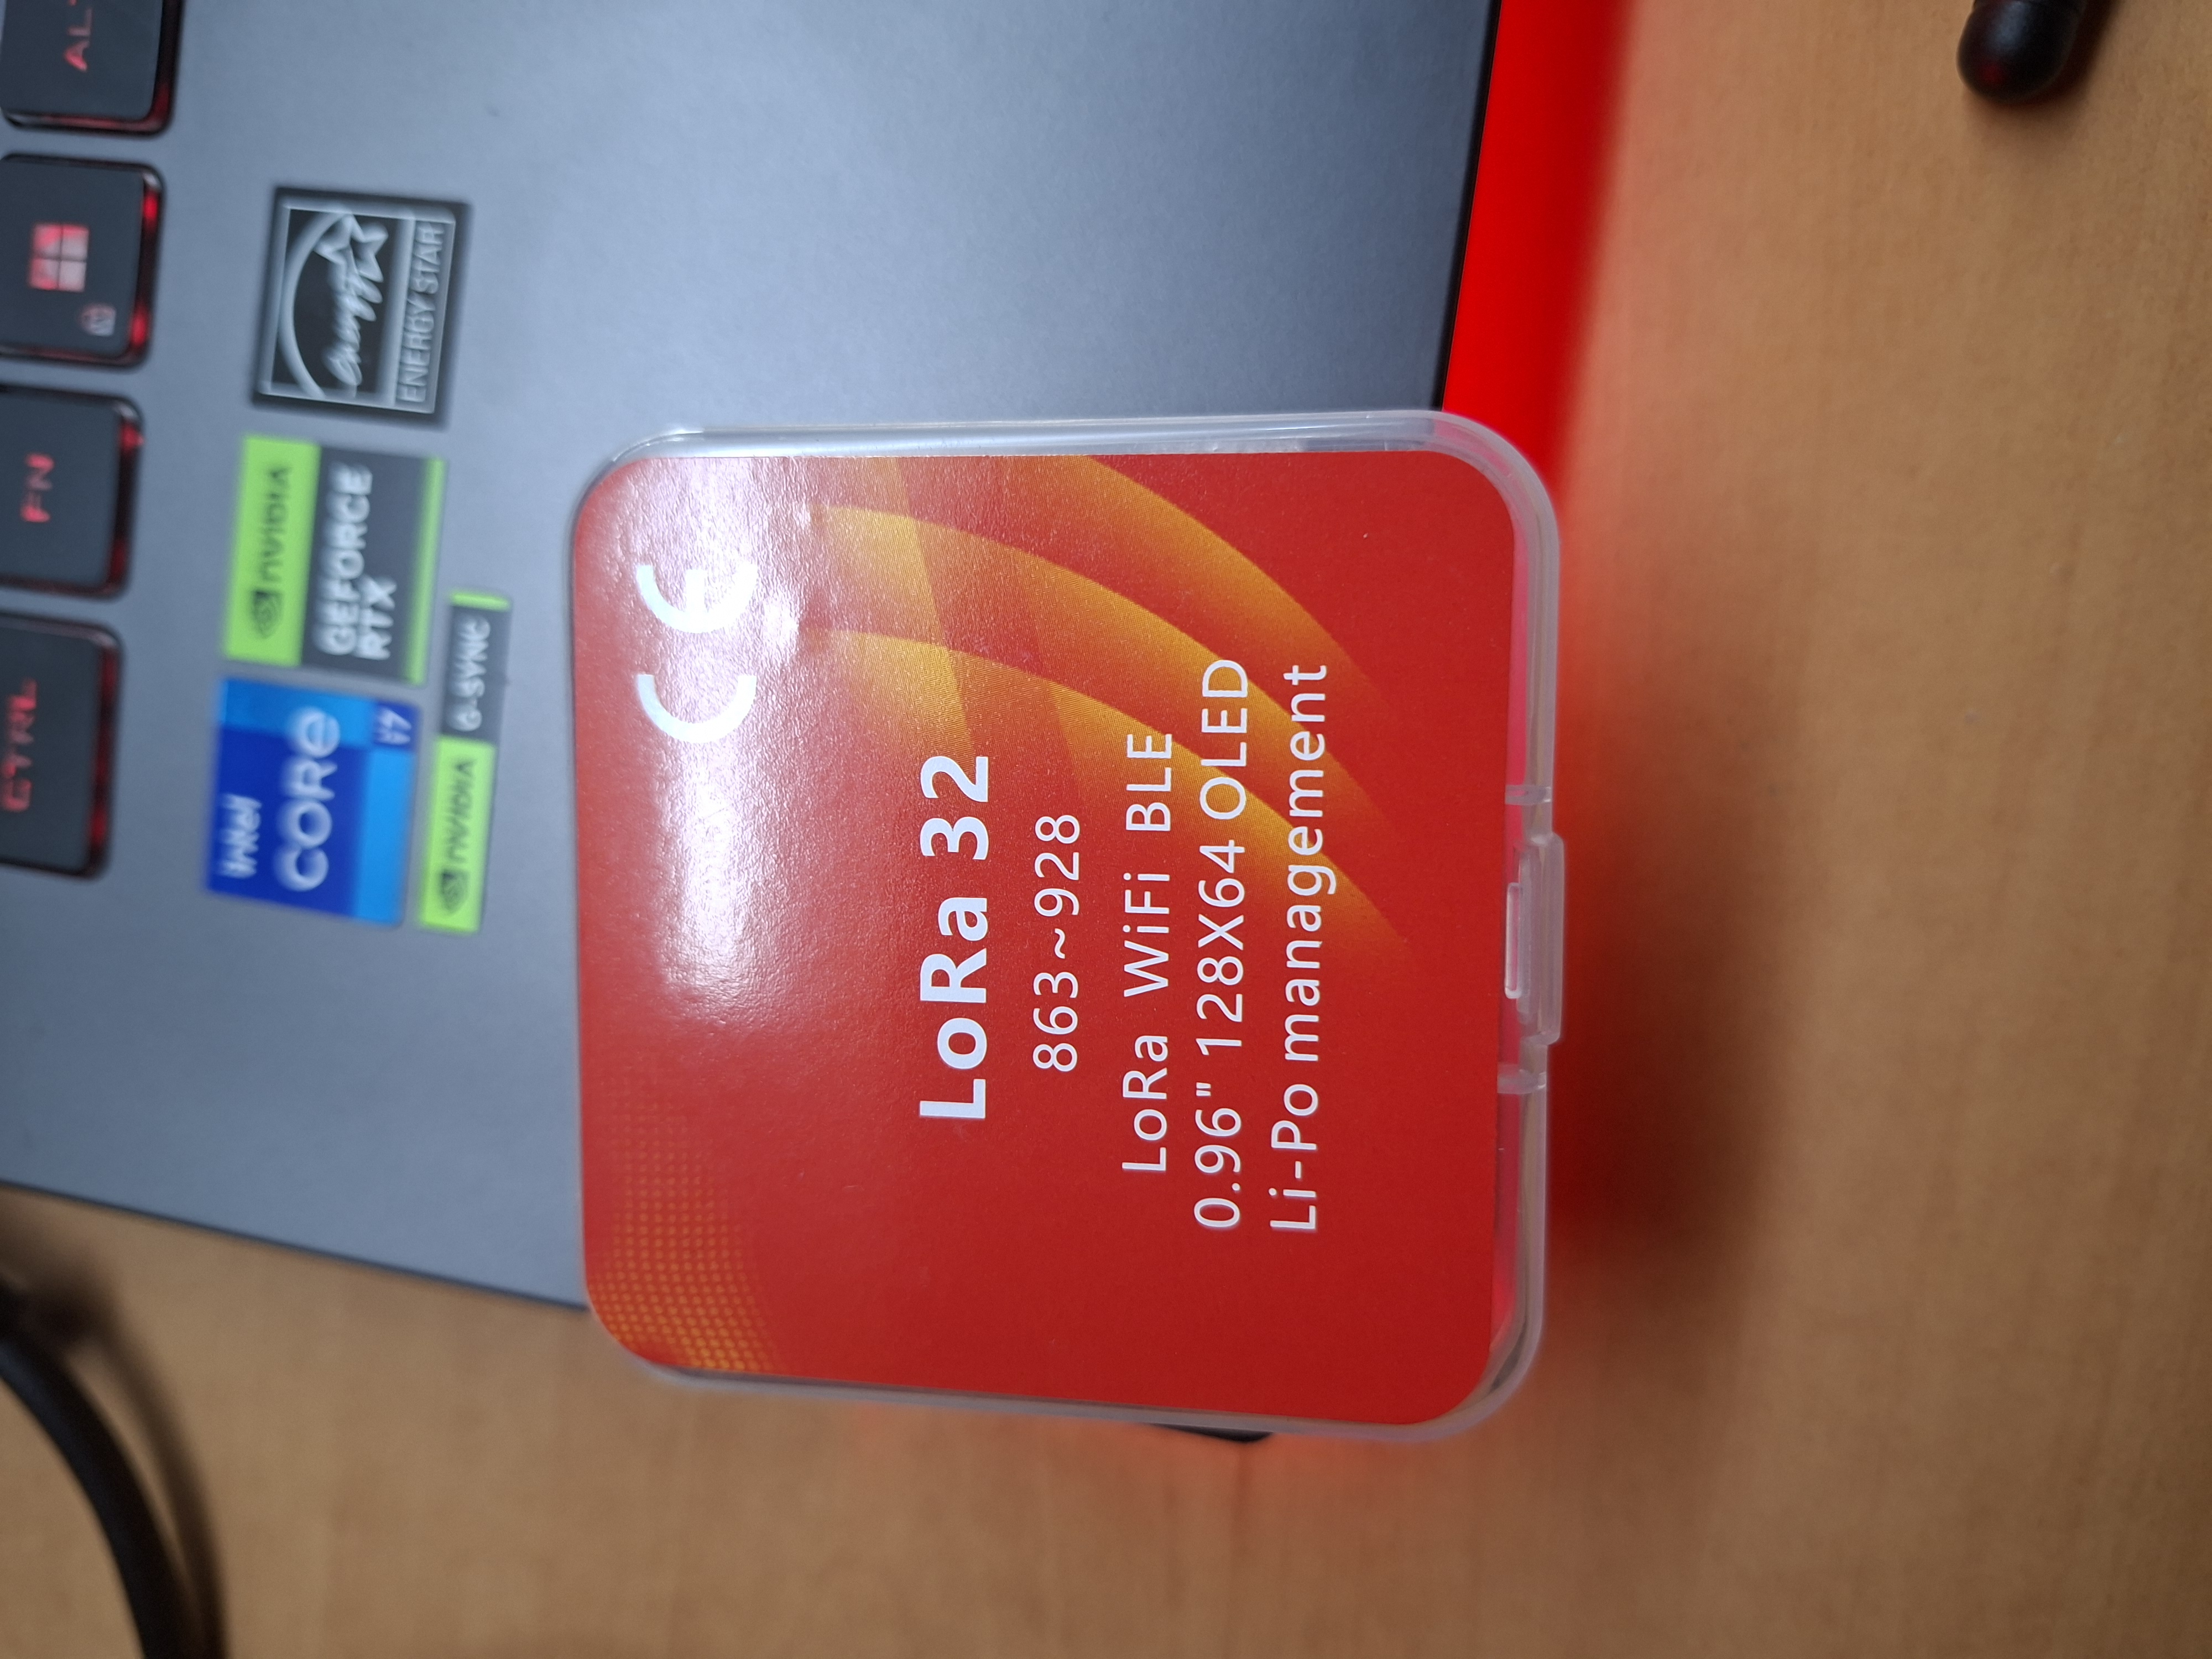 CTRL FN ALT
intel
CORE
i7
NVIDIA
GEFORCE
RTX
energy
ENERGY STAR
NVIDIA G-SYNC
CE
LoRa 32
863~928
LoRa WiFi BLE
0.96" 128X64 OLED
Li-Po management